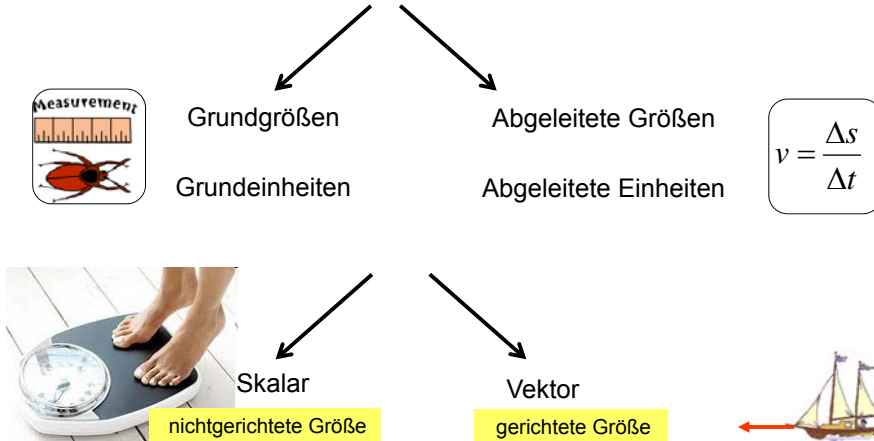 Measurement
Grundgrößen
Abgeleitete Größen
v = Δs / Δt
Grundeinheiten
Abgeleitete Einheiten
Skalar
Vektor
nichtgerichtete Größe
gerichtete Größe